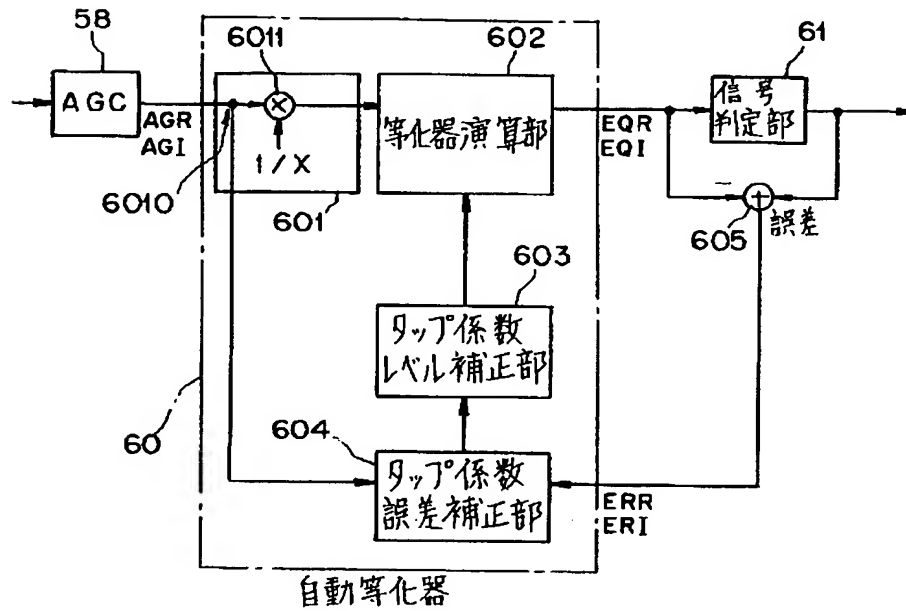 58
AGC
AGR
AGI
6010
6011
1/X
601
602
等化器演算部
EQR
EQI
61
信号
判定部
−
+
605
誤差
603
タップ係数
レベル補正部
60
604
タップ係数
誤差補正部
ERR
ERI
自動等化器